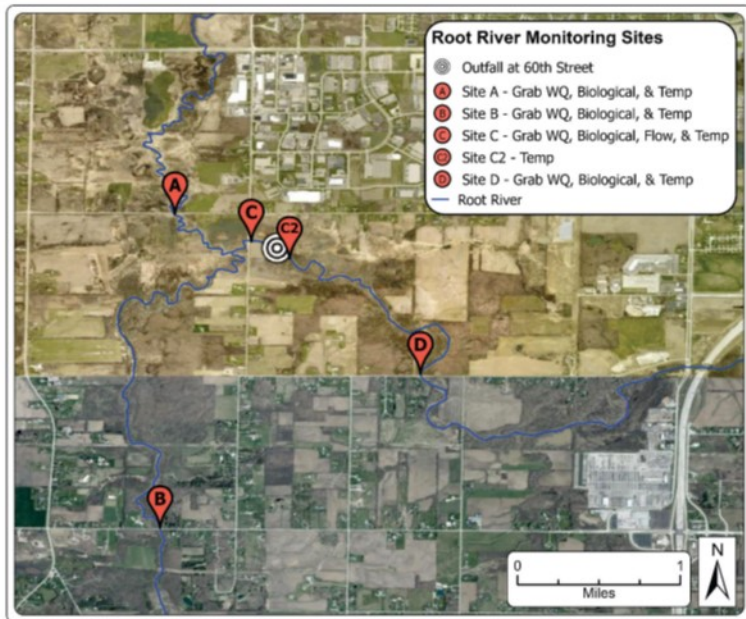 Root River Monitoring Sites
Outfall at 60th Street
A Site A - Grab WQ, Biological, & Temp
B Site B - Grab WQ, Biological, & Temp
C Site C - Grab WQ, Biological, Flow, & Temp
C2 Site C2 - Temp
D Site D - Grab WQ, Biological, & Temp
Root River
A
C
C2
D
B
N
0 1
Miles